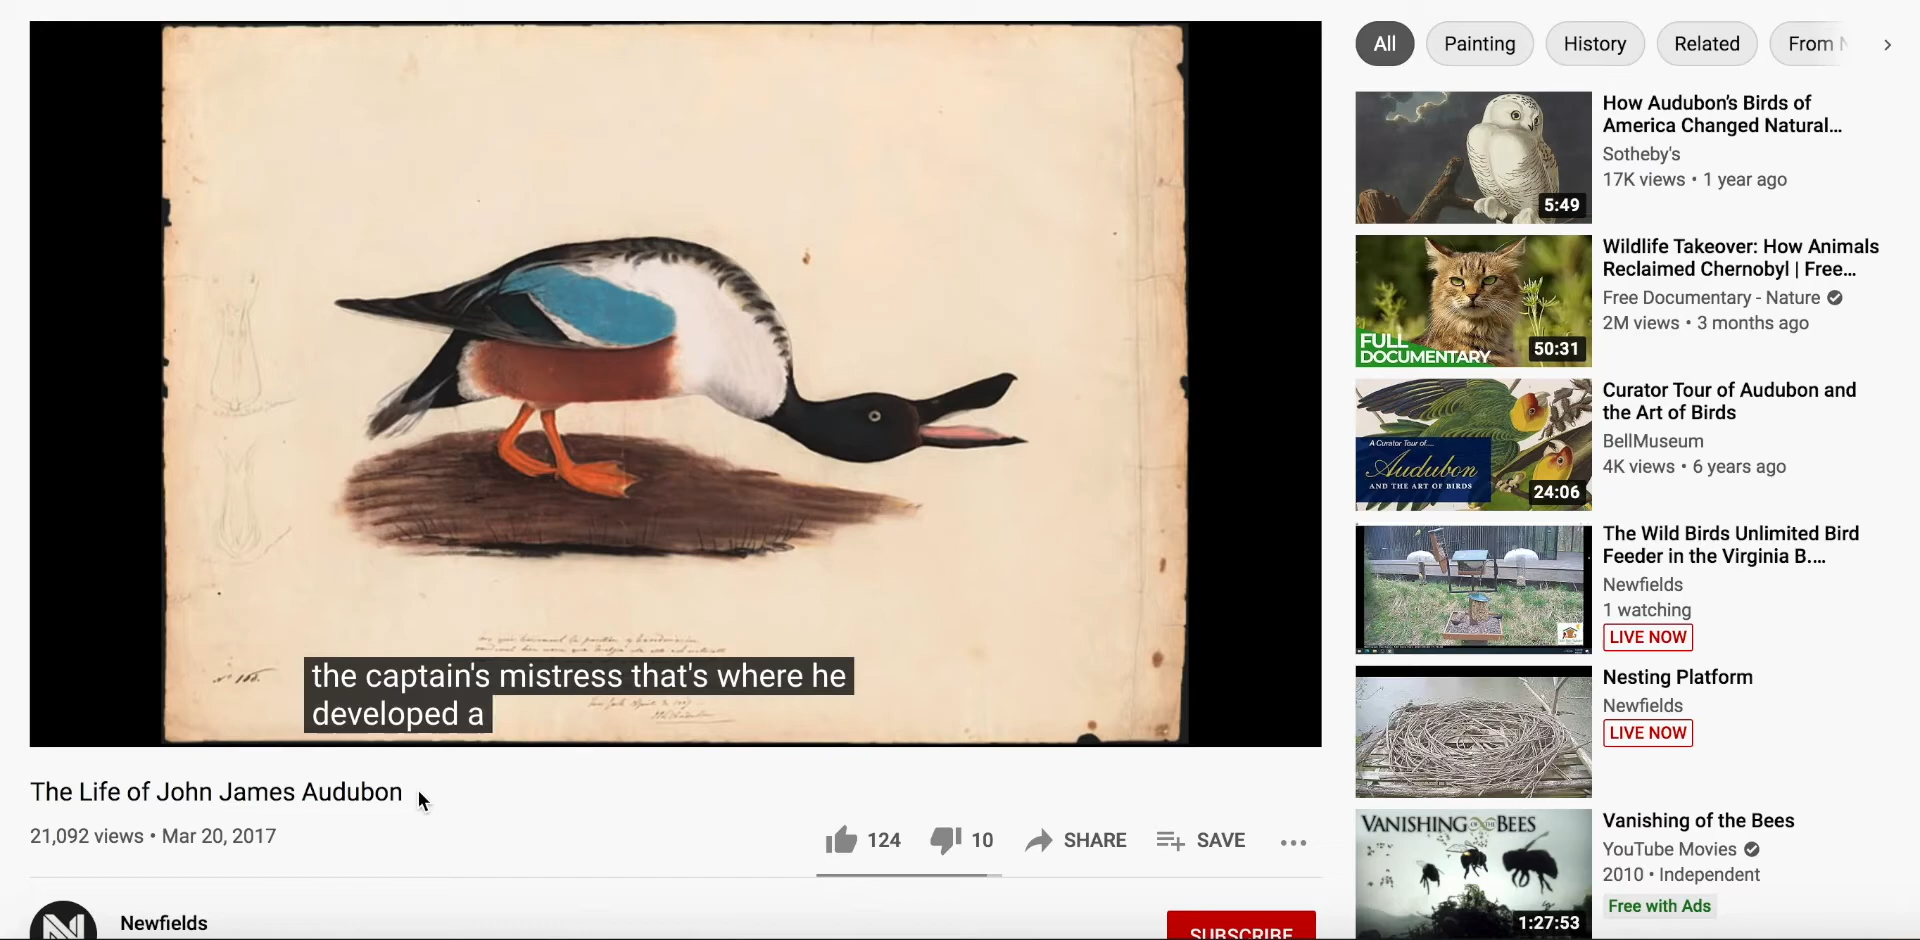 the captain's mistress that's where he
developed a
The Life of John James Audubon
21,092 views • Mar 20, 2017
124
10
SHARE
SAVE
Newfields
SUBSCRIBE
All
Painting
History
Related
From
How Audubon's Birds of
America Changed Natural...
Sotheby's
17K views • 1 year ago
5:49
Wildlife Takeover: How Animals
Reclaimed Chernobyl | Free...
Free Documentary - Nature
2M views • 3 months ago
FULL
DOCUMENTARY
50:31
Curator Tour of Audubon and
the Art of Birds
BellMuseum
4K views • 6 years ago
A Curator Tour of...
Audubon
AND THE ART OF BIRDS
24:06
The Wild Birds Unlimited Bird
Feeder in the Virginia B....
Newfields
1 watching
LIVE NOW
Nesting Platform
Newfields
LIVE NOW
VANISHING OF THE BEES
1:27:53
Vanishing of the Bees
YouTube Movies
2010 • Independent
Free with Ads